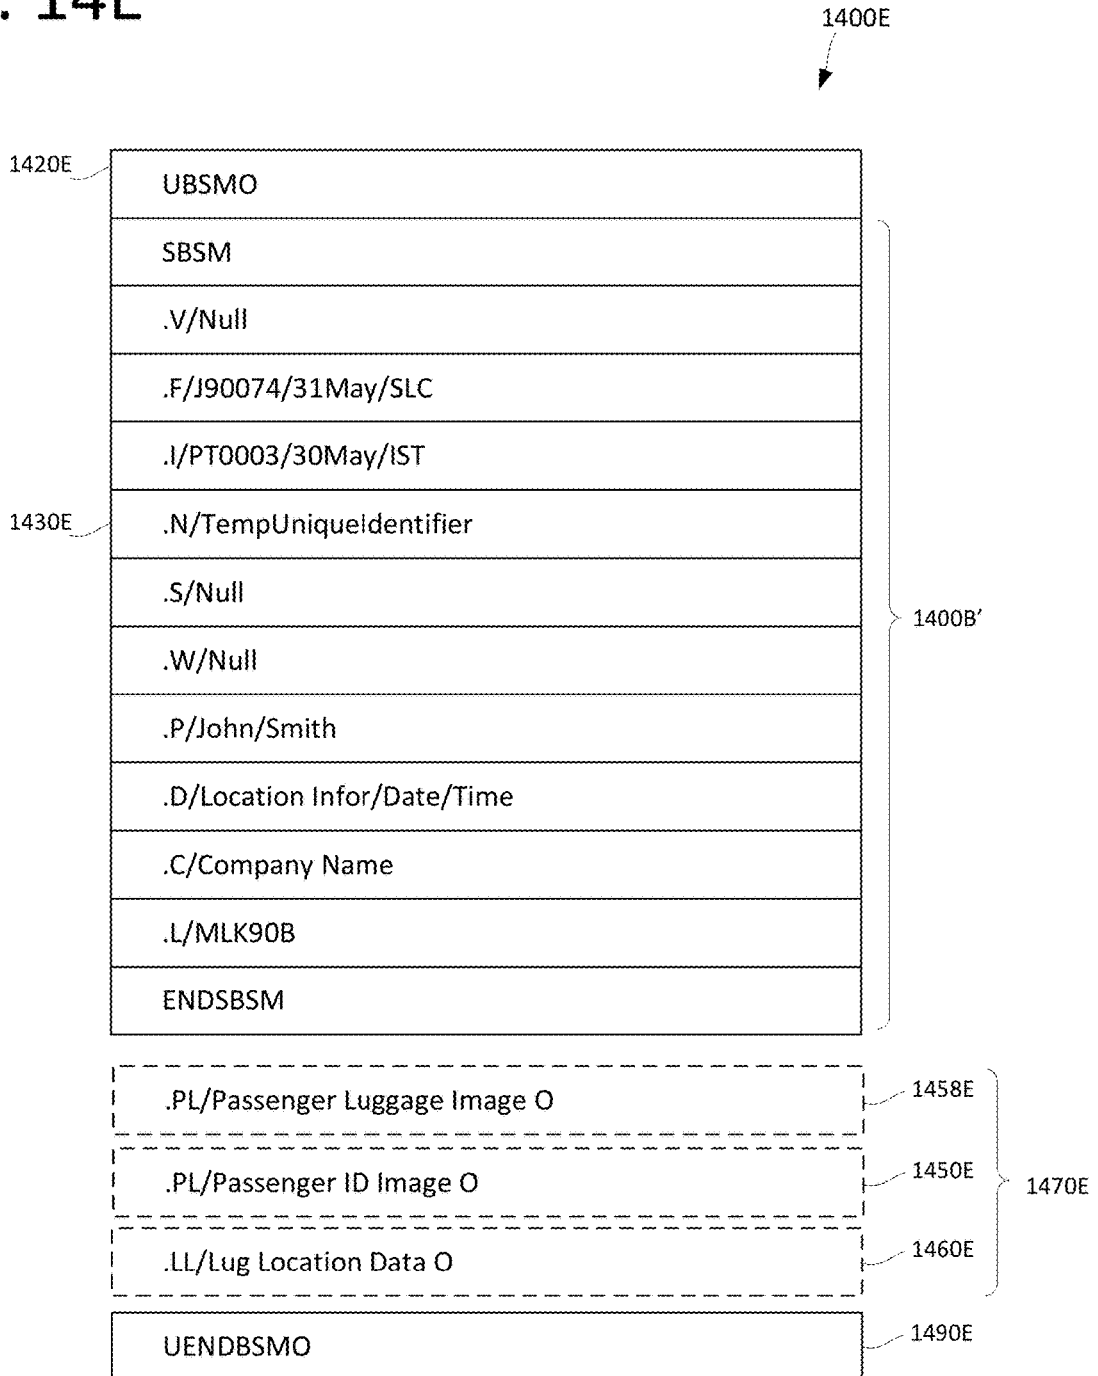 . 14E
1400E
1420E
UBSMO
SBSM
.V/Null
.F/J90074/31May/SLC
.I/PT0003/30May/IST
1430E
.N/TempUniqueIdentifier
.S/Null
1400B’
.W/Null
.P/John/Smith
.D/Location Infor/Date/Time
.C/Company Name
.L/MLK90B
ENDSBSM
.PL/Passenger Luggage Image O
1458E
.PL/Passenger ID Image O
1450E
1470E
.LL/Lug Location Data O
1460E
UENDBSMO
1490E